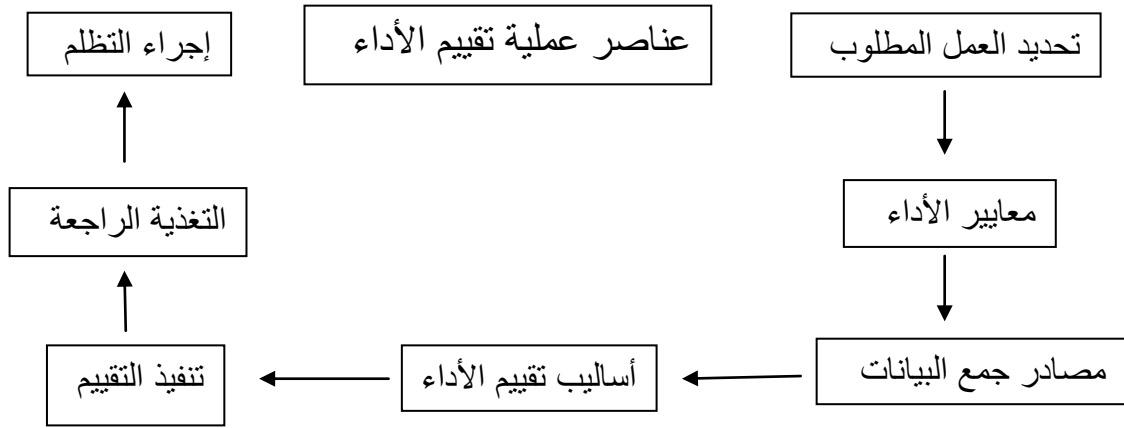 عناصر عملية تقييم الأداء
تحديد العمل المطلوب
معايير الأداء
مصادر جمع البيانات
أساليب تقييم الأداء
تنفيذ التقييم
التغذية الراجعة
إجراء التظلم